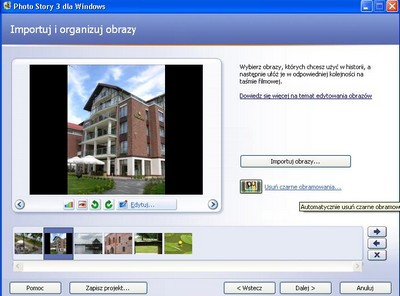 Photo Story 3 dla Windows
Importuj i organizuj obrazy
Wybierz obrazy, których chcesz użyć w historii, a
następnie ułóż je w odpowiedniej kolejności na
taśmie filmowej.
Dowiedz się więcej na temat edytowania obrazów
Importuj obrazy...
Usuń czarne obramowania...
Edytuj...
Automatycznie usuń czarne obramow
Pomoc
Zapisz projekt...
< Wstecz
Dalej >
Anuluj